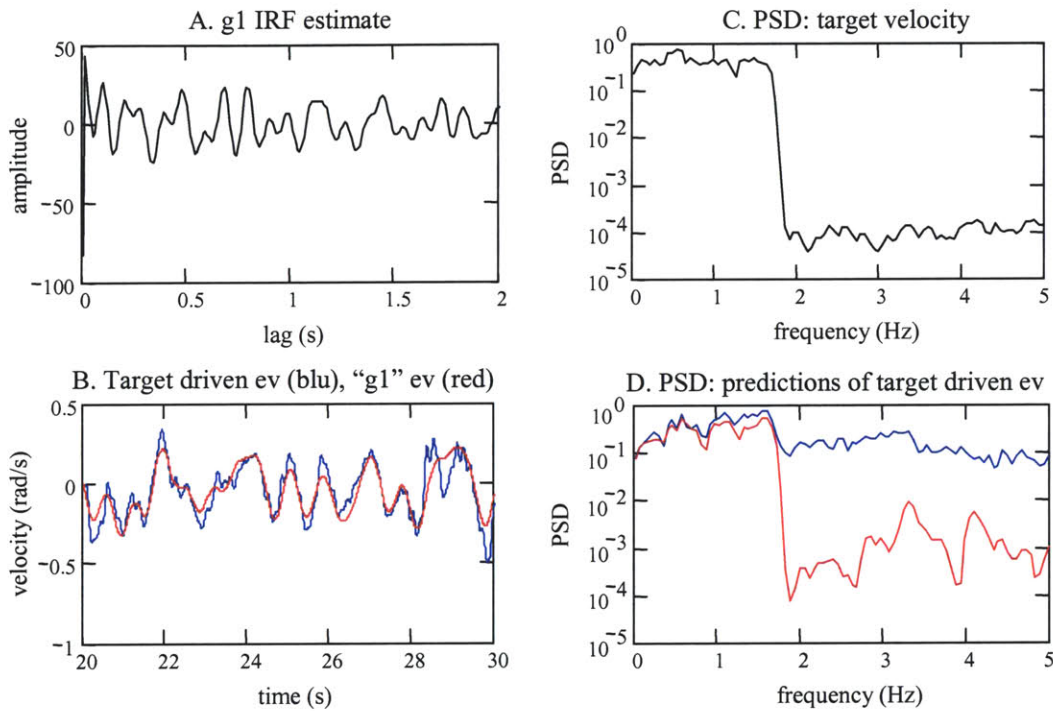 A. g1 IRF estimate
50
0
−50
−100
amplitude
0 0.5 1 1.5 2
lag (s)
C. PSD: target velocity
10^0
10^-1
10^-2
10^-3
10^-4
10^-5
PSD
0 1 2 3 4 5
frequency (Hz)
B. Target driven ev (blu), “g1” ev (red)
0.5
0
−0.5
−1
velocity (rad/s)
20 22 24 26 28 30
time (s)
D. PSD: predictions of target driven ev
10^0
10^-1
10^-2
10^-3
10^-4
10^-5
PSD
0 1 2 3 4 5
frequency (Hz)